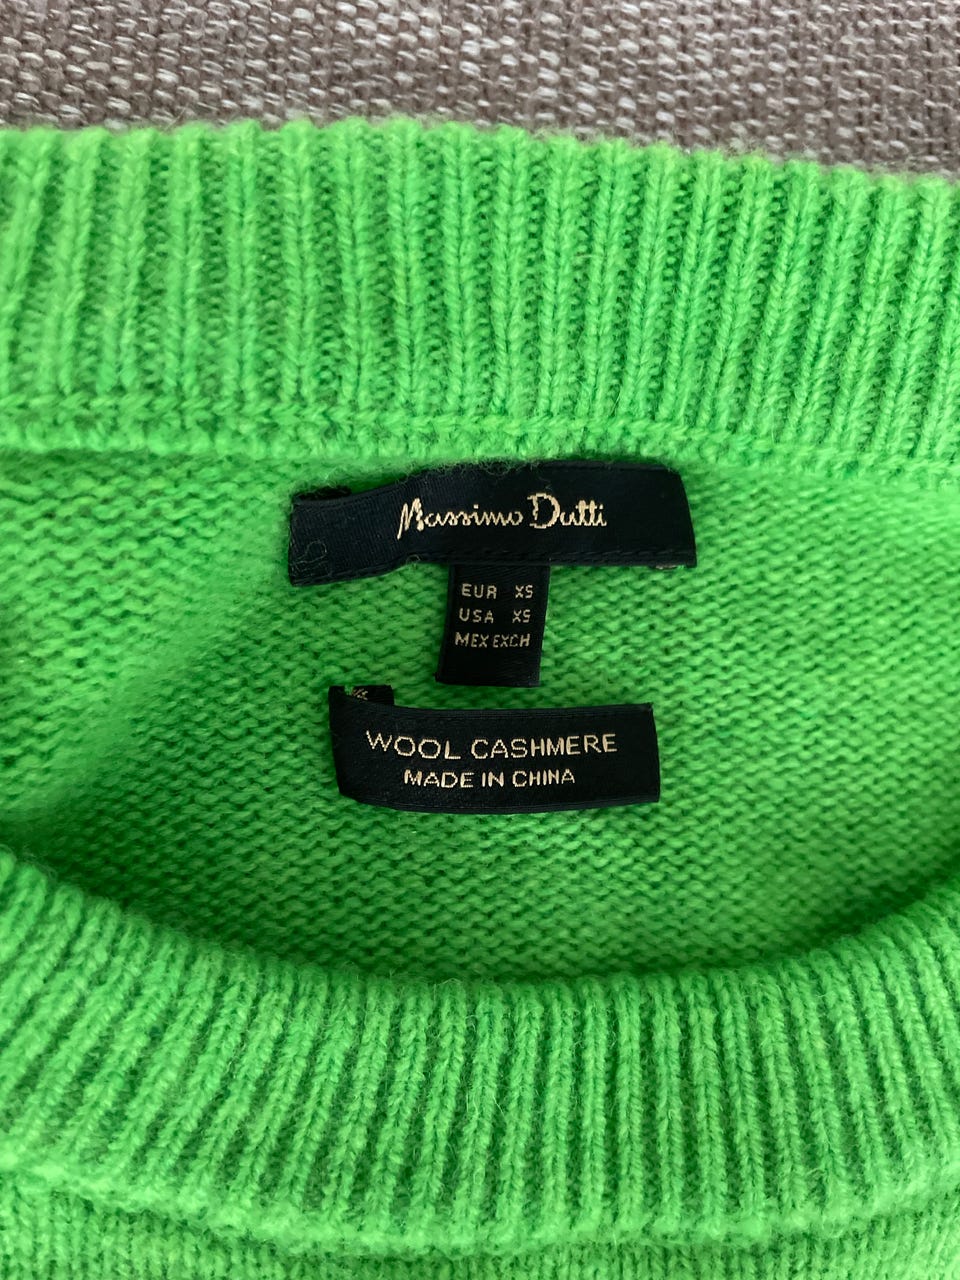 Massimo Dutti
EUR XS
USA XS
MEX EXCH
WOOL CASHMERE
MADE IN CHINA